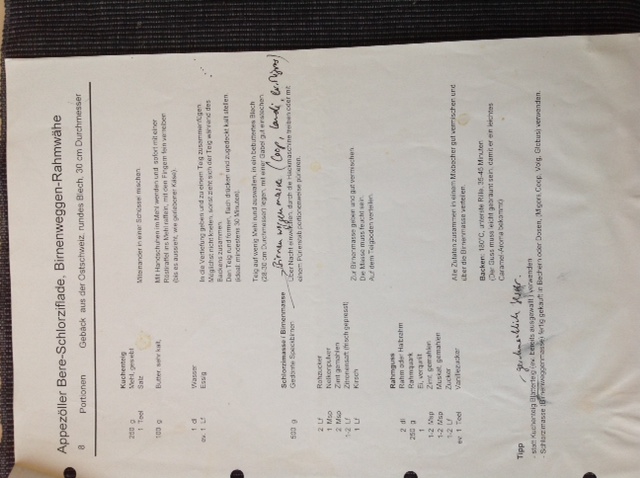 Appezöller Bere-Schlorziflade, Birnenweggen-Rahmwähe
8 Portionen Gebäck aus der Ostschweiz, rundes Blech, 30 cm Durchmesser
Kuchenteig
250 g Mehl, gesiebt
1 Teel Salz Miteinander in einer Schüssel mischen.
100 g Butter, sehr kalt, Mit Handschuhen im Mehl wenden und sofort mit einer
Röstiraffel ins Mehl raffeln, mit den Fingern fein verreiben
(bis es aussieht, wie geriebener Käse).
1 dl Wasser In die Vertiefung geben und zu einem Teig zusammenfügen.
ev. 1 Lf Essig Möglichst nicht kneten, sonst zieht sich der Teig während des
Backens zusammen.
Den Teig rund formen, flach drücken und zugedeckt kalt stellen.
(ideal: mindestens 30 Minuten).
Teig auf wenig Mehl rund auswallen, in ein bebuttertes Blech
(28-30 cm Durchmesser) legen, mit einer Gabel gut einstechen.
Birnenweggenmasse (Coop, Landi, ev. Migros)
Schlorzimasse / Birnenmasse
500 g Gedörrte Speckbirnen Über Nacht einweichen, durch die Hackmaschine treiben oder mit
einem Pürierstab portionenweise pürieren.
2 Lf Rohzucker
1 Msp Nelkenpulver
2 Msp Zimt gemahlen
1-2 Lf Zitronensaft (frisch gepresst)
1 Lf Kirsch Zur Birnenmasse geben und gut vermischen
Die Masse muss feucht sein.
Auf dem Teigboden verteilen.
Rahmguss
2 dl Rahm oder Halbrahm
250 g Rahmquark
1 Ei, verquirlt
1-2 Msp Zimt, gemahlen
1-2 Msp Muskat, gemahlen
1-2 Lf Zucker
ev. 1 Teel Vanillezucker Alle Zutaten zusammen in einem Mixbecher gut vermischen und
über die Birnenmasse verteilen.
Backen: 180°C, unterste Rille, 35-45 Minuten
(Der Guss muss leicht gebräunt sein, damit er ein leichtes
Caramel-Aroma bekommt)
Tipp - geschmacklich besser.
- statt Kuchenteig Blätterteig (ev. bereits ausgewallt) verwenden
- Schlorzimasse (Birnenweggenmasse) fertig gekauft in Bechern oder Dosen, (Migors, Coop, Volg, Globus) verwenden.